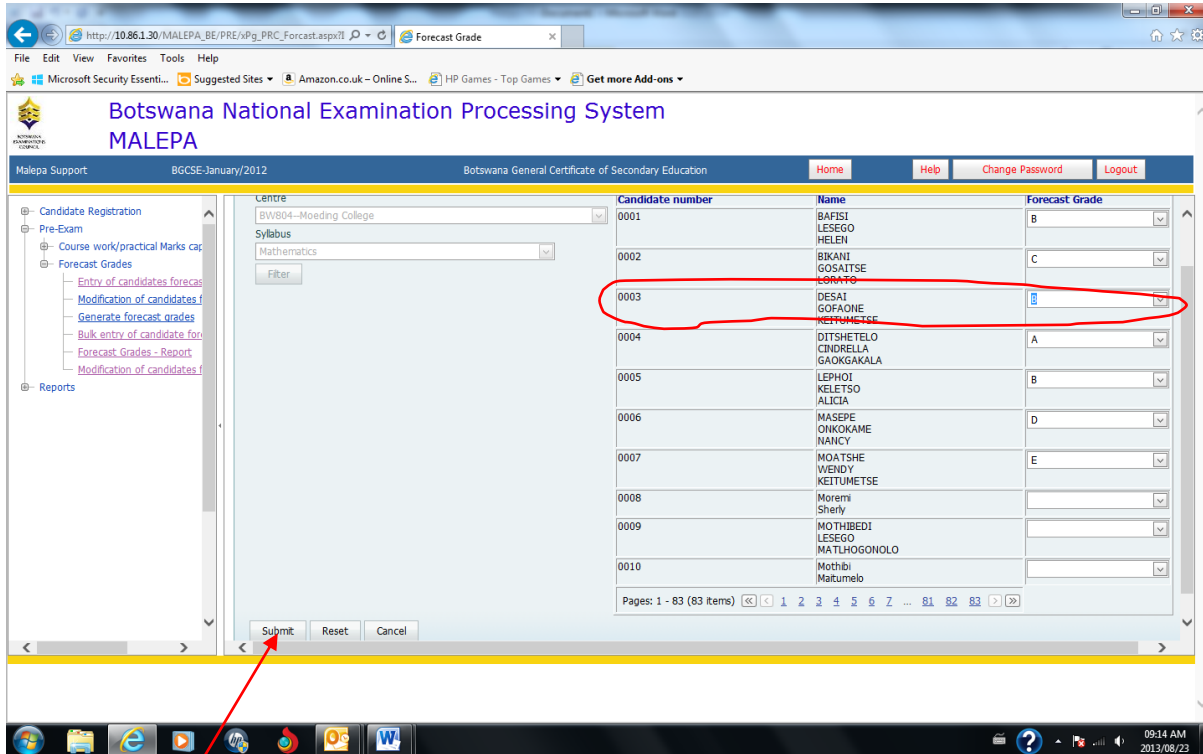 http://10.86.1.30/MALEPA_BE/PRE/xPg_PRC_Forcast.aspx?I
Forecast Grade
File Edit View Favorites Tools Help
Microsoft Security Essenti... Suggested Sites Amazon.co.uk – Online S... HP Games - Top Games Get more Add-ons
Botswana National Examination Processing System
MALEPA
BOTSWANA
EXAMINATIONS
COUNCIL
Malepa Support BGCSE-January/2012 Botswana General Certificate of Secondary Education Home Help Change Password Logout
Candidate Registration
Pre-Exam
Course work/practical Marks cap
Forecast Grades
Entry of candidates forecas
Modification of candidates f
Generate forecast grades
Bulk entry of candidate for
Forecast Grades - Report
Modification of candidates f
Reports
Centre
BW804--Moeding College
Syllabus
Mathematics
Filter
Candidate number Name Forecast Grade
0001 BAFISI B
LESEGO
HELEN
0002 BIKANI C
GOSAITSE
LORATO
0003 DESAI B
GOFAONE
KEITUMETSE
0004 DITSHETELO A
CINDRELLA
GAOKGAKALA
0005 LEPHOI B
KELETSO
ALICIA
0006 MASEPE D
ONKOKAME
NANCY
0007 MOATSHE E
WENDY
KEITUMETSE
0008 Moremi
Sherly
0009 MOTHIBEDI
LESEGO
MATLHOGONOLO
0010 Mothibi
Maitumelo
Pages: 1 - 83 (83 items) 1 2 3 4 5 6 7 ... 81 82 83
Submit Reset Cancel
09:14 AM
2013/08/23